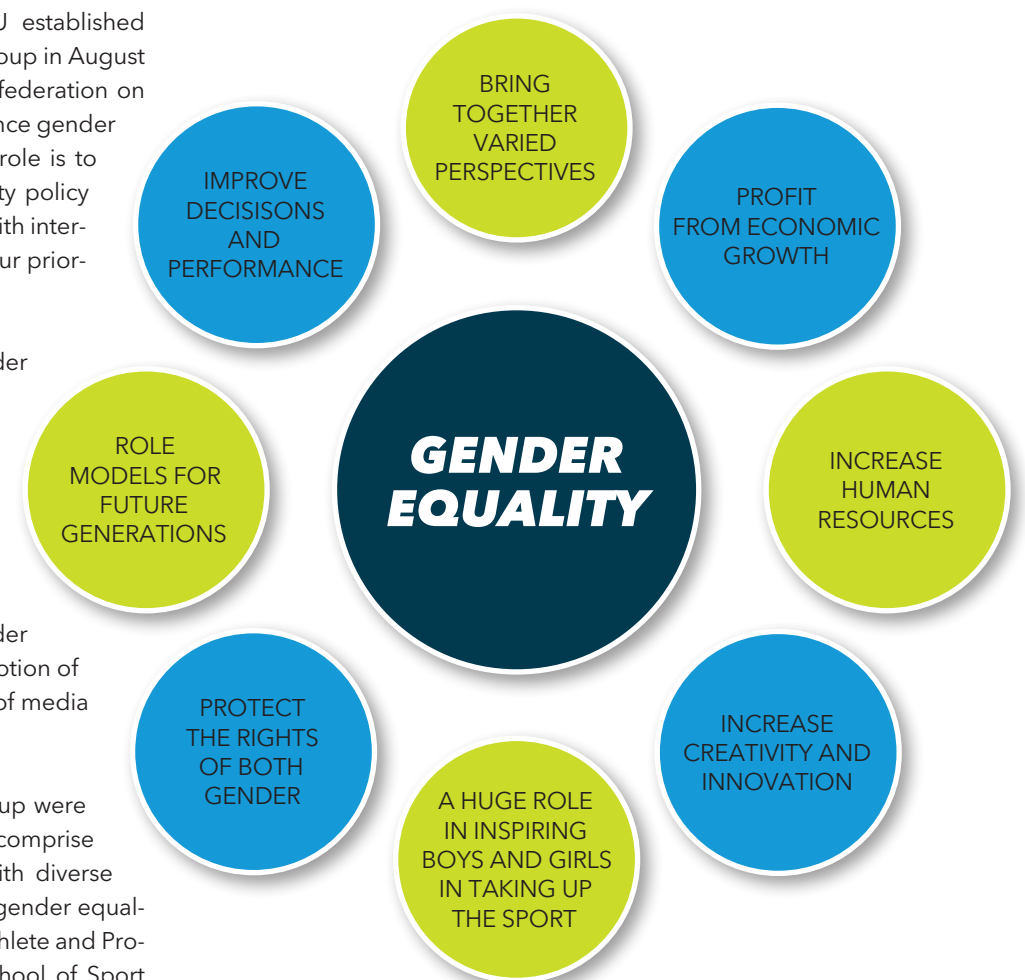 U established
oup in August
federation on
nce gender
role is to
ty policy
ith inter-
ur prior-
der
der
otion of
of media
up were
comprise
ith diverse
gender equal-
hlete and Pro-
hool of Sport
BRING
TOGETHER
VARIED
PERSPECTIVES
PROFIT
FROM ECONOMIC
GROWTH
INCREASE
HUMAN
RESOURCES
INCREASE
CREATIVITY AND
INNOVATION
A HUGE ROLE
IN INSPIRING
BOYS AND GIRLS
IN TAKING UP
THE SPORT
PROTECT
THE RIGHTS
OF BOTH
GENDER
ROLE
MODELS FOR
FUTURE
GENERATIONS
IMPROVE
DECISISONS
AND
PERFORMANCE
GENDER
EQUALITY